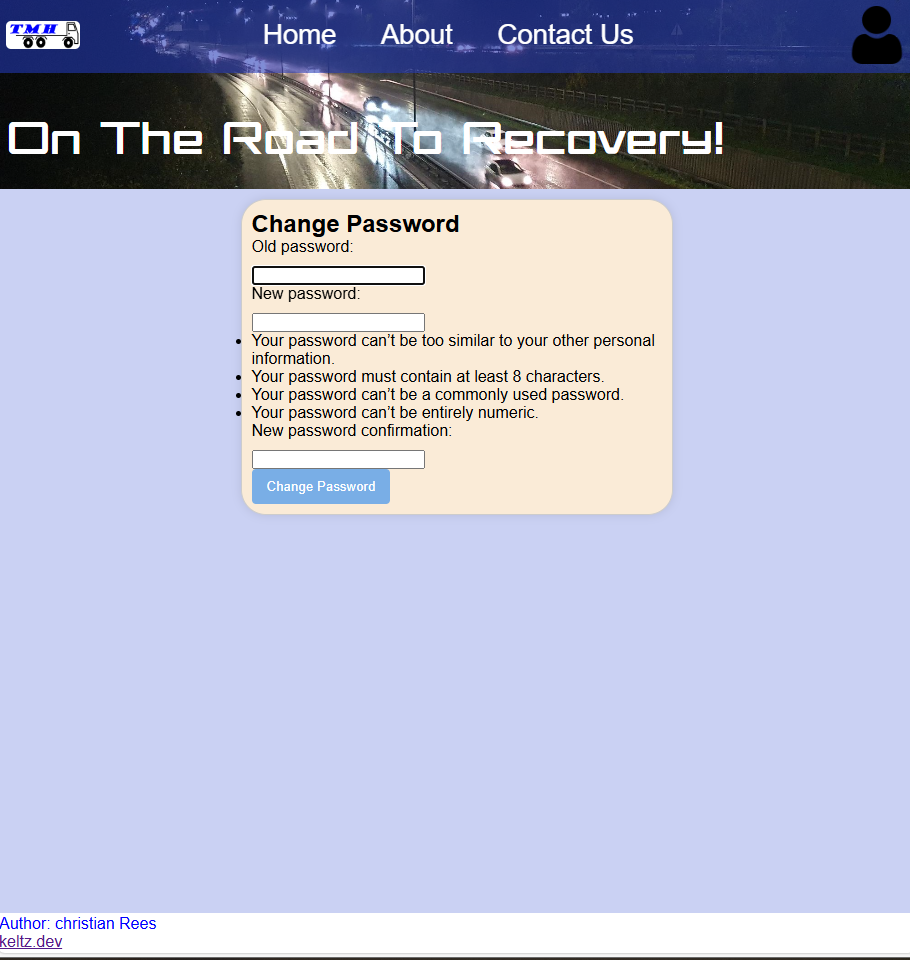 TMH
Home About Contact Us
On The Road To Recovery!
Change Password
Old password:
New password:
Your password can’t be too similar to your other personal
information.
Your password must contain at least 8 characters.
Your password can’t be a commonly used password.
Your password can’t be entirely numeric.
New password confirmation:
Change Password
Author: christian Rees
keltz.dev